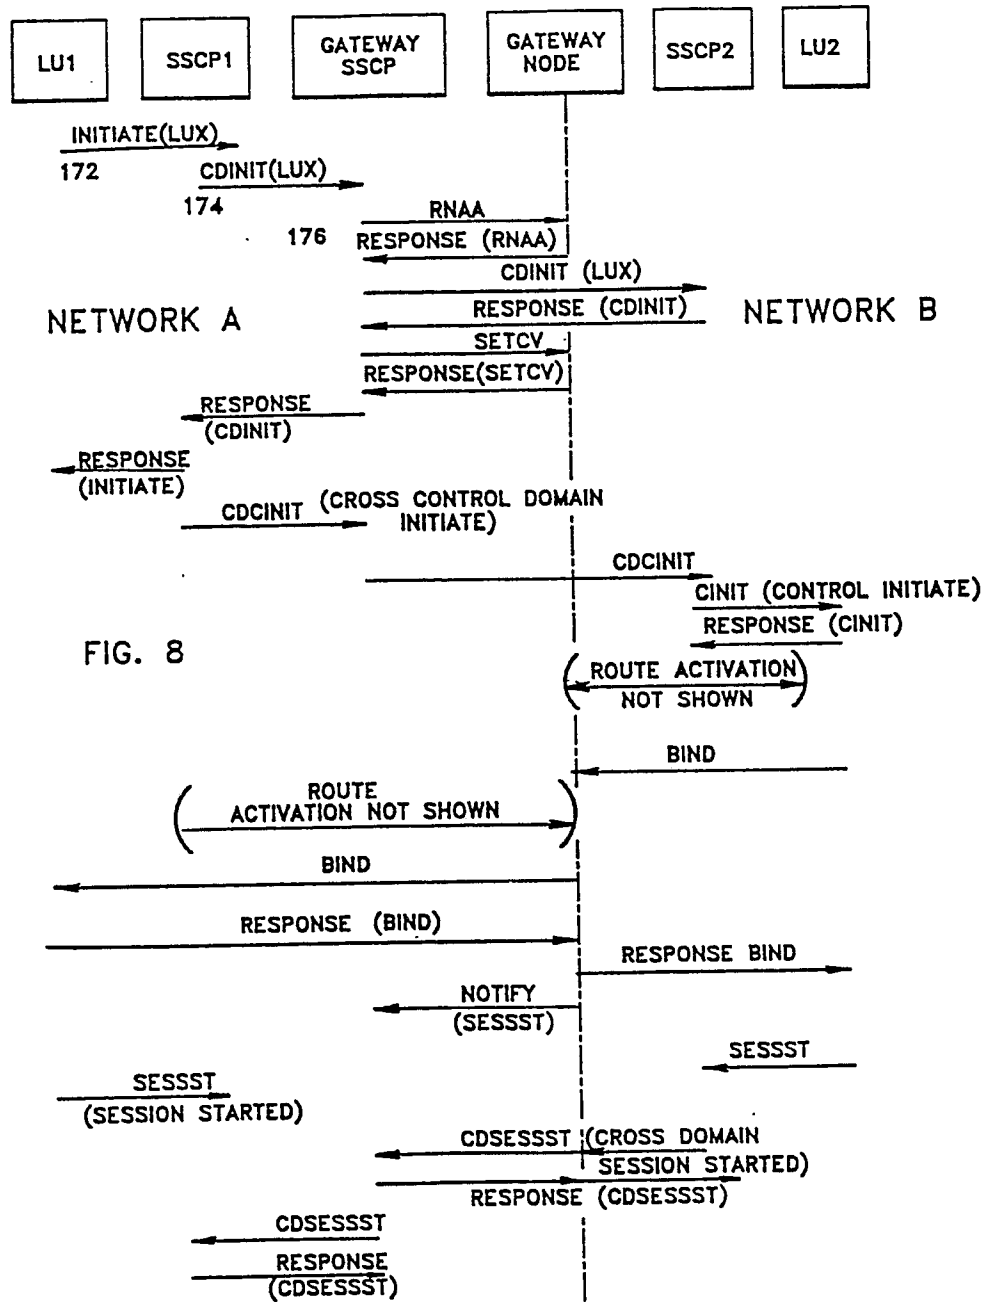 LU1
SSCP1
GATEWAY
SSCP
GATEWAY
NODE
SSCP2
LU2
INITIATE(LUX)
172
CDINIT(LUX)
174
RNAA
176
RESPONSE (RNAA)
CDINIT (LUX)
RESPONSE (CDINIT)
NETWORK A
NETWORK B
SETCV
RESPONSE(SETCV)
RESPONSE
(CDINIT)
RESPONSE
(INITIATE)
CDCINIT (CROSS CONTROL DOMAIN
INITIATE)
CDCINIT
CINIT (CONTROL INITIATE)
RESPONSE (CINIT)
FIG. 8
(ROUTE ACTIVATION
NOT SHOWN)
BIND
(ROUTE
ACTIVATION NOT SHOWN)
BIND
RESPONSE (BIND)
RESPONSE BIND
NOTIFY
(SESSST)
SESSST
SESSST
(SESSION STARTED)
CDSESSST (CROSS DOMAIN
SESSION STARTED)
RESPONSE (CDSESSST)
CDSESSST
RESPONSE
(CDSESSST)